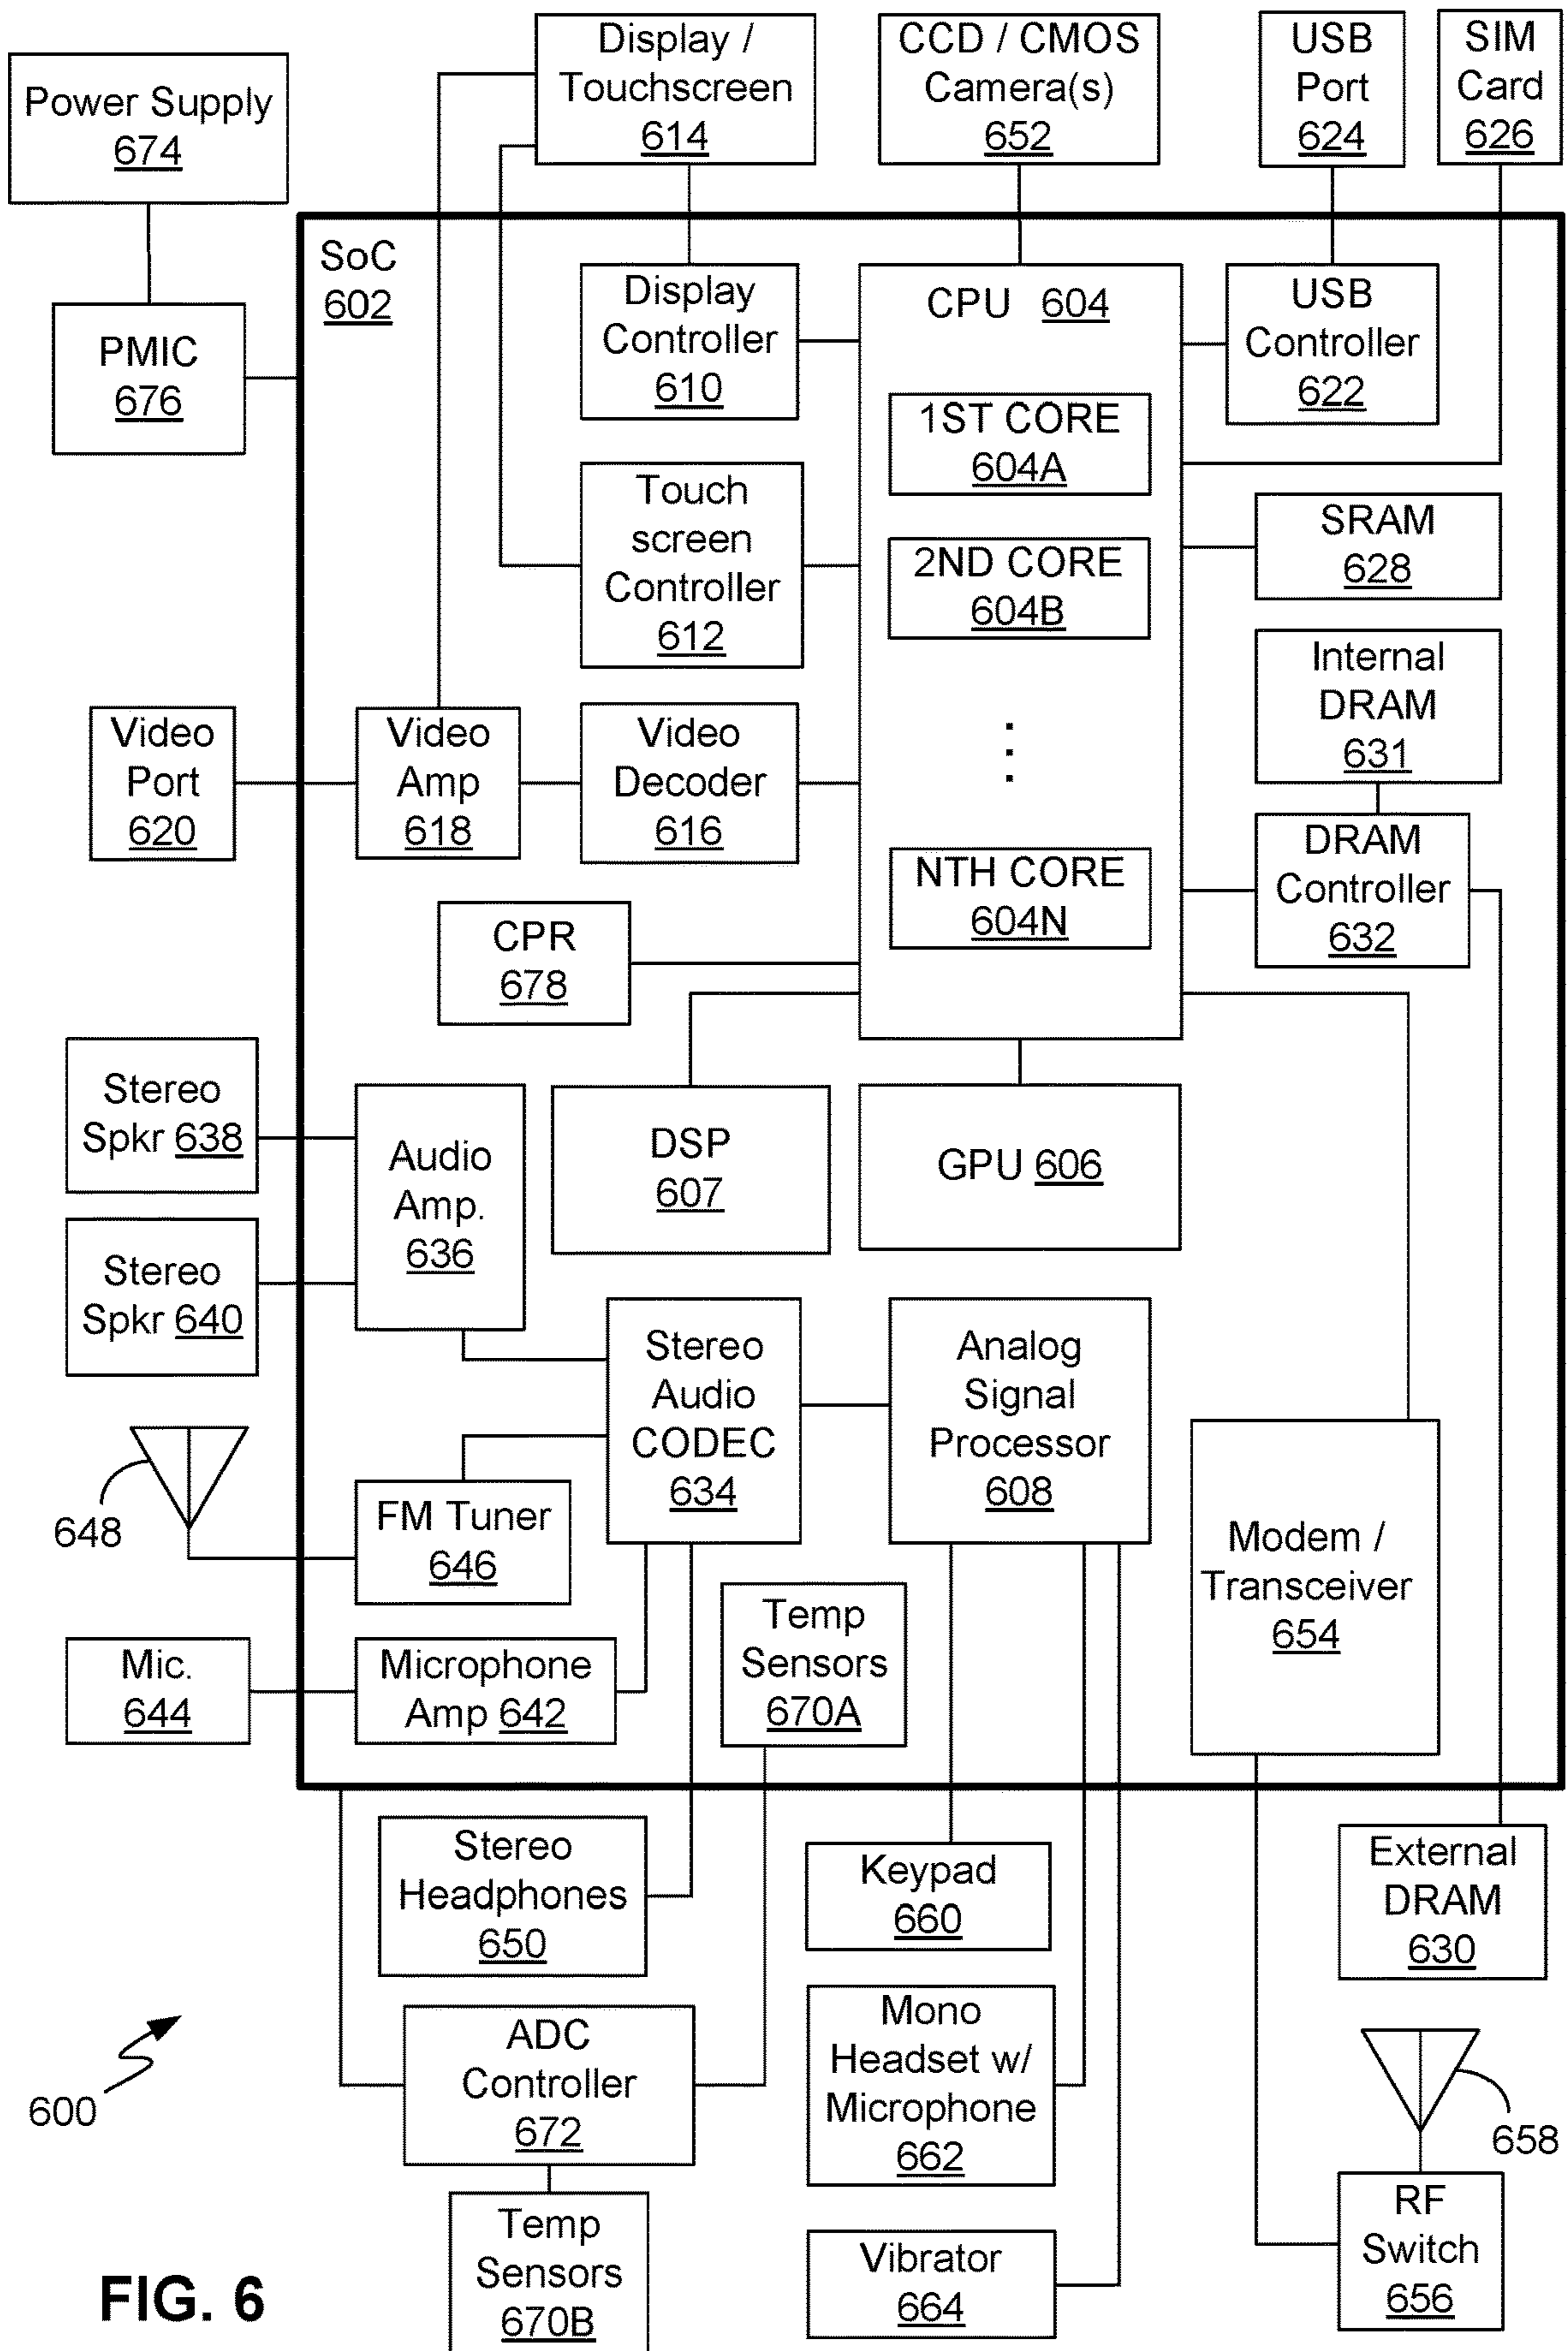 Display /
Touchscreen
614
CCD / CMOS
Camera(s)
652
USB
Port
624
SIM
Card
626
Power Supply
674
SoC
602
PMIC
676
Display
Controller
610
CPU 604
USB
Controller
622
1ST CORE
604A
Touch
screen
Controller
612
2ND CORE
604B
SRAM
628
Internal
DRAM
631
Video
Port
620
Video
Amp
618
Video
Decoder
616
⋮
DRAM
Controller
632
NTH CORE
604N
CPR
678
Stereo
Spkr 638
Audio
Amp.
636
DSP
607
GPU 606
Stereo
Spkr 640
Stereo
Audio
CODEC
634
Analog
Signal
Processor
608
648
FM Tuner
646
Modem /
Transceiver
654
Temp
Sensors
670A
Mic.
644
Microphone
Amp 642
Stereo
Headphones
650
Keypad
660
External
DRAM
630
ADC
Controller
672
Mono
Headset w/
Microphone
662
600
658
RF
Switch
656
Temp
Sensors
670B
Vibrator
664
FIG. 6